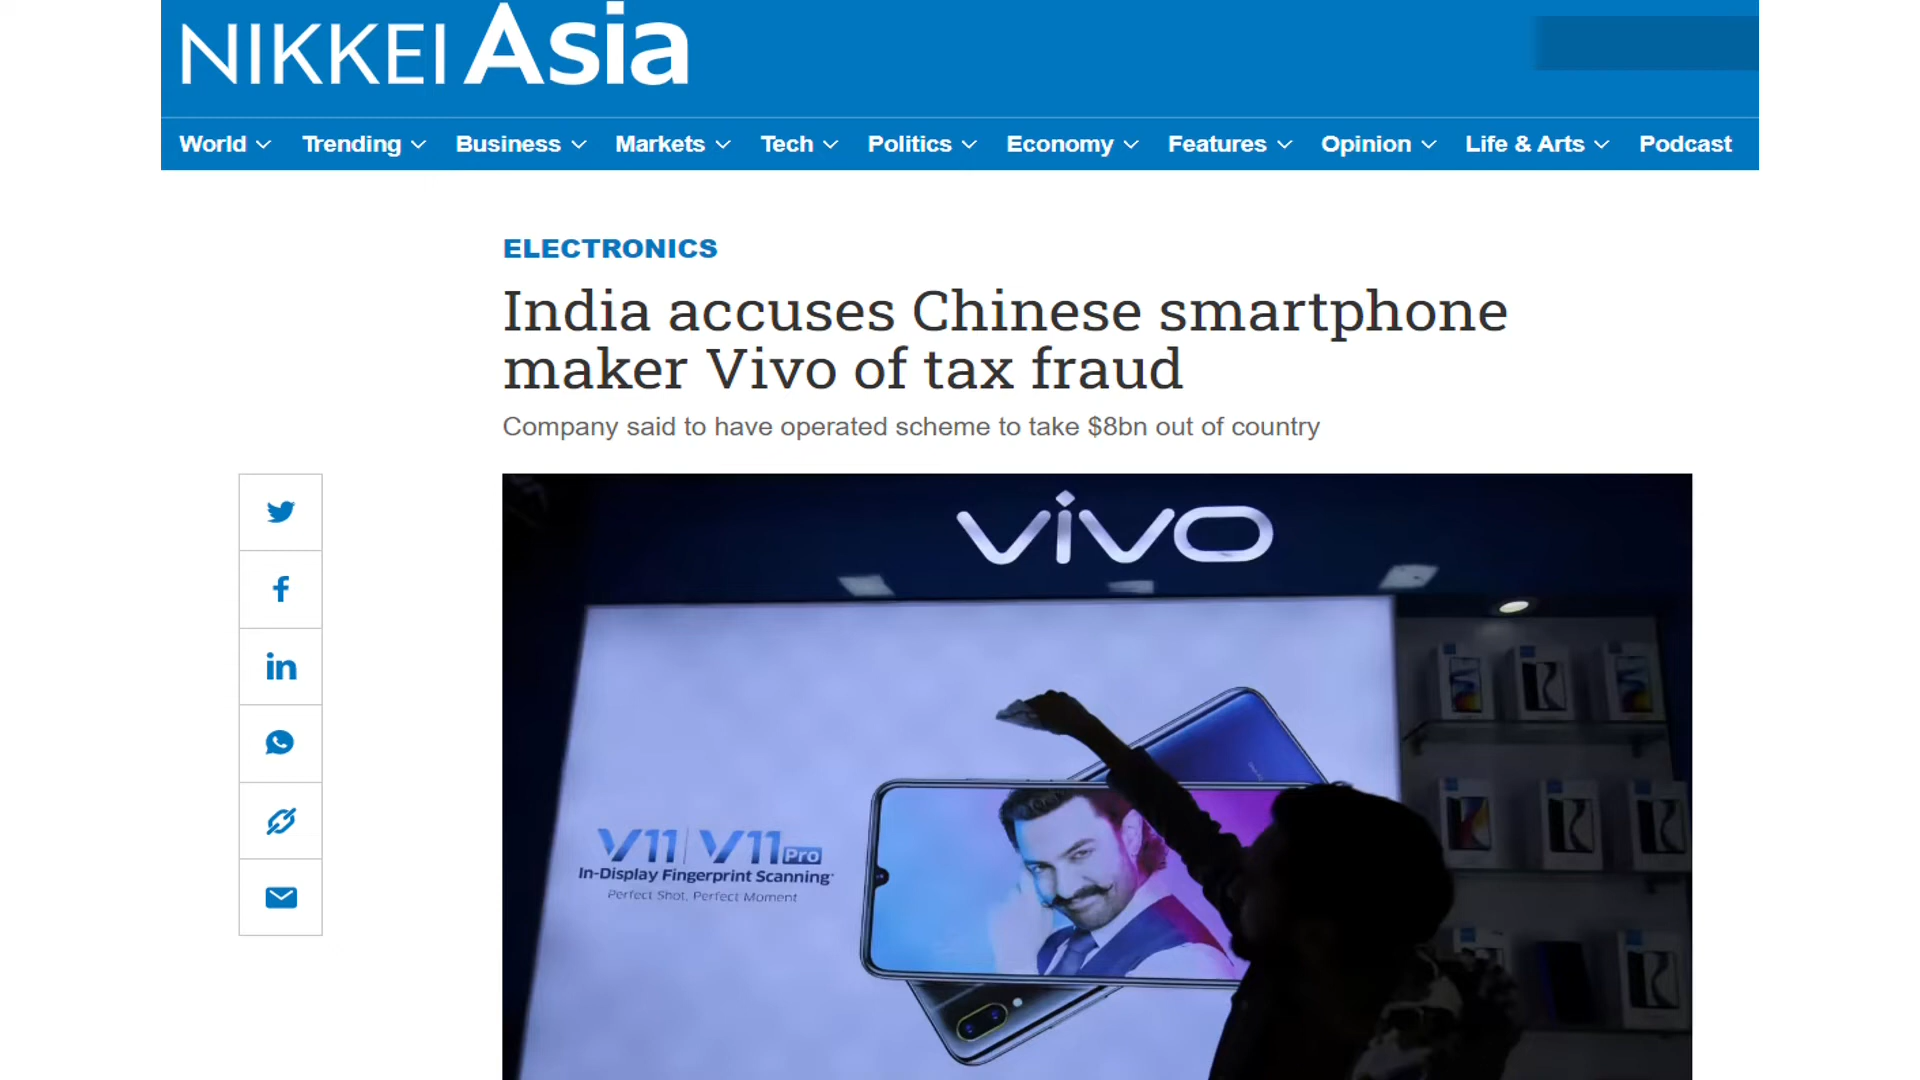 NIKKEI Asia
World Trending Business Markets Tech Politics Economy Features Opinion Life & Arts Podcast
ELECTRONICS
India accuses Chinese smartphone
maker Vivo of tax fraud
Company said to have operated scheme to take $8bn out of country
vivo
V11 | V11 Pro
In-Display Fingerprint Scanning*
Perfect Shot, Perfect Moment